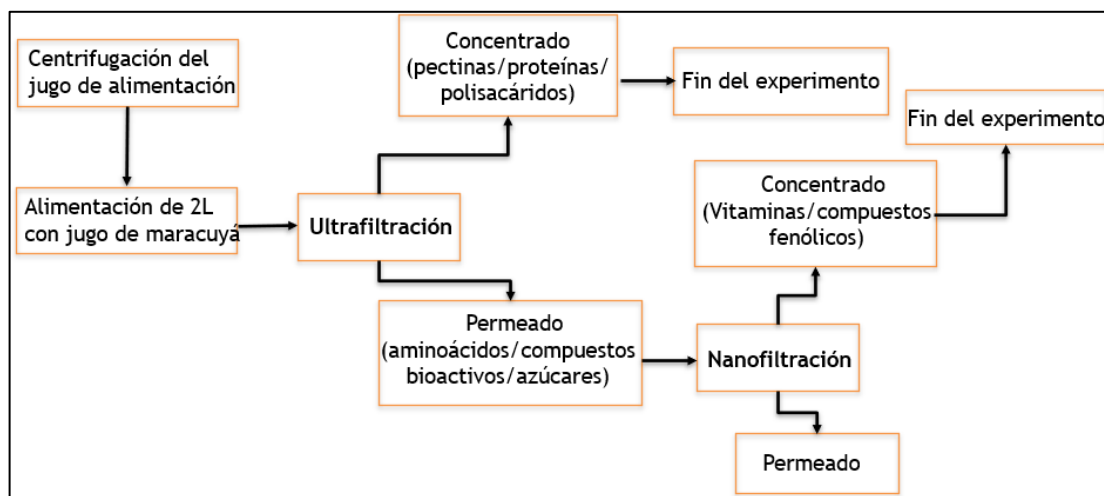 Centrifugación del
jugo de alimentación
Alimentación de 2L
con jugo de maracuyá
Ultrafiltración
Concentrado
(pectinas/proteínas/
polisacáridos)
Fin del experimento
Permeado
(aminoácidos/compuestos
bioactivos/azúcares)
Nanofiltración
Concentrado
(Vitaminas/compuestos
fenólicos)
Fin del experimento
Permeado